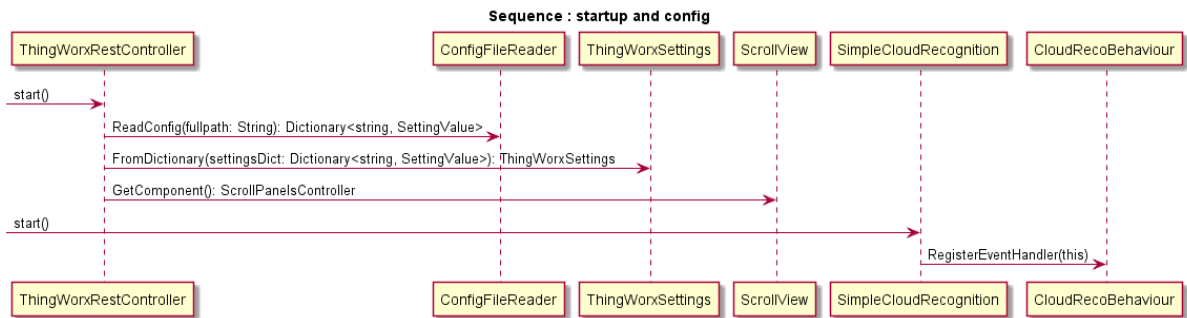 Sequence : startup and config
ThingWorxRestController ConfigFileReader ThingWorxSettings ScrollView SimpleCloudRecognition CloudRecoBehaviour
start()
ReadConfig(fullpath: String): Dictionary<string, SettingValue>
FromDictionary(settingsDict: Dictionary<string, SettingValue>): ThingWorxSettings
GetComponent(): ScrollPanelsController
start()
RegisterEventHandler(this)
ThingWorxRestController ConfigFileReader ThingWorxSettings ScrollView SimpleCloudRecognition CloudRecoBehaviour